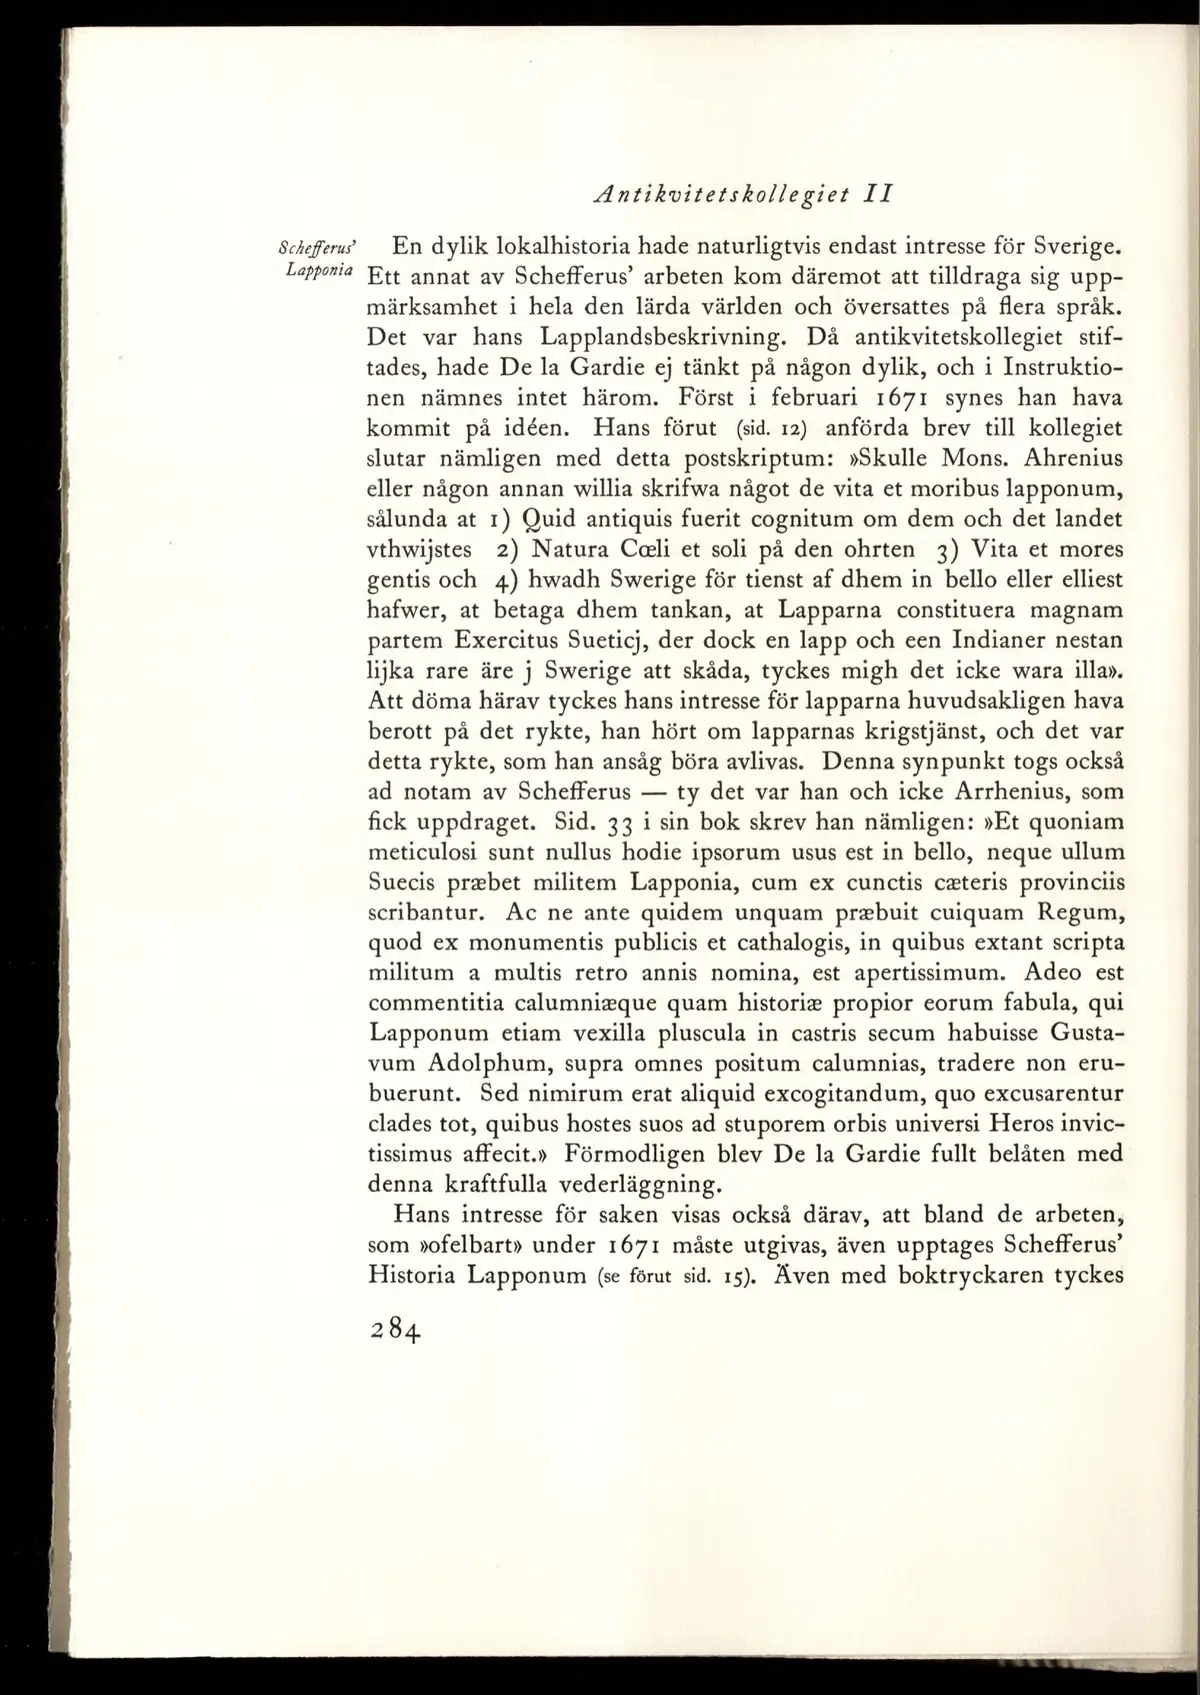 Antikvitetskollegiet II
Schefferus’
Lapponia
En dylik lokalhistoria hade naturligtvis endast intresse för Sverige.
Ett annat av Schefferus’ arbeten kom däremot att tilldraga sig upp-
märksamhet i hela den lärda världen och översattes på flera språk.
Det var hans Lapplandsbeskrivning. Då antikvitetskollegiet stif-
tades, hade De la Gardie ej tänkt på någon dylik, och i Instruktio-
nen nämnes intet härom. Först i februari 1671 synes han hava
kommit på idéen. Hans förut (sid. 12) anförda brev till kollegiet
slutar nämligen med detta postskriptum: »Skulle Mons. Ahrenius
eller någon annan willia skrifwa något de vita et moribus lapponum,
sålunda at 1) Quid antiquis fuerit cognitum om dem och det landet
vthwijstes 2) Natura Cœli et soli på den ohrten 3) Vita et mores
gentis och 4) hwadh Swerige för tienst af dhem in bello eller elliest
hafwer, at betaga dhem tankan, at Lapparna constituera magnam
partem Exercitus Sueticj, der dock en lapp och een Indianer nestan
lijka rare äre j Swerige att skåda, tyckes migh det icke wara illa».
Att döma härav tyckes hans intresse för lapparna huvudsakligen hava
berott på det rykte, han hört om lapparnas krigstjänst, och det var
detta rykte, som han ansåg böra avlivas. Denna synpunkt togs också
ad notam av Schefferus — ty det var han och icke Arrhenius, som
fick uppdraget. Sid. 33 i sin bok skrev han nämligen: »Et quoniam
meticulosi sunt nullus hodie ipsorum usus est in bello, neque ullum
Suecis præbet militem Lapponia, cum ex cunctis cæteris provinciis
scribantur. Ac ne ante quidem unquam præbuit cuiquam Regum,
quod ex monumentis publicis et cathalogis, in quibus extant scripta
militum a multis retro annis nomina, est apertissimum. Adeo est
commentitia calumniæque quam historiæ propior eorum fabula, qui
Lapponum etiam vexilla pluscula in castris secum habuisse Gusta-
vum Adolphum, supra omnes positum calumnias, tradere non eru-
buerunt. Sed nimirum erat aliquid excogitandum, quo excusarentur
clades tot, quibus hostes suos ad stuporem orbis universi Heros invic-
tissimus affecit.» Förmodligen blev De la Gardie fullt belåten med
denna kraftfulla vederläggning.
Hans intresse för saken visas också därav, att bland de arbeten,
som »ofelbart» under 1671 måste utgivas, även upptages Schefferus’
Historia Lapponum (se förut sid. 15). Även med boktryckaren tyckes
284